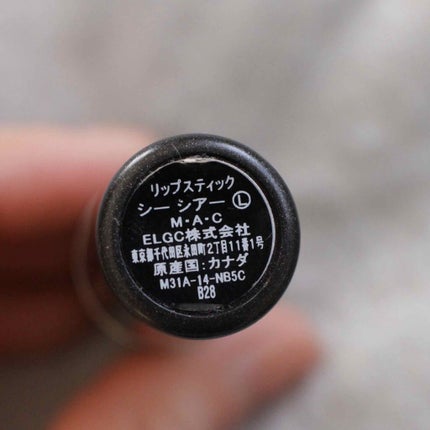 リップスティック
シー シアー Ⓛ
M・A・C
ELGC株式会社
東京都千代田区永田町2丁目11番1号
原産国:カナダ
M31A-14-NB5C
B28